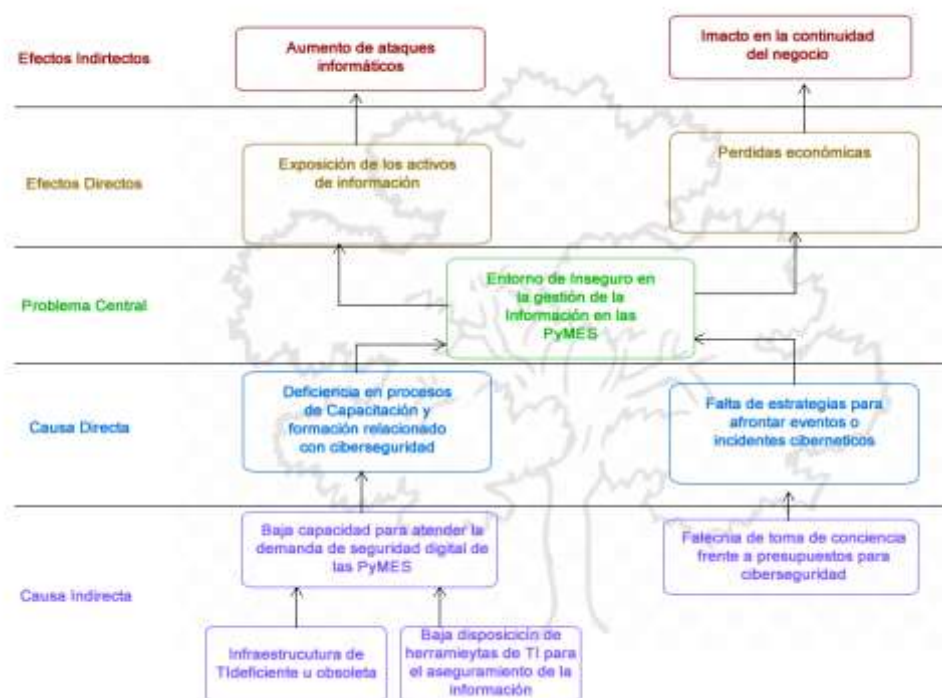 Efectos Indirtectos
Aumento de ataques
informáticos
Imacto en la continuidad
del negocio
Efectos Directos
Exposición de los activos
de información
Perdidas económicas
Problema Central
Entorno de Inseguro en
la gestión de la
Información en las
PyMES
Causa Directa
Deficiencia en procesos
de Capacitación y
formación relacionado
con ciberseguridad
Falta de estrategias para
afrontar eventos o
incidentes ciberneticos
Causa Indirecta
Baja capacidad para atender la
demanda de seguridad digital de
las PyMES
Falecnia de toma de conciencia
frente a presupuestos para
ciberseguridad
Infraestrucutura de
TIdeficiente u obsoleta
Baja disposicicin de
herramieytas de TI para
el aseguramiento de la
información